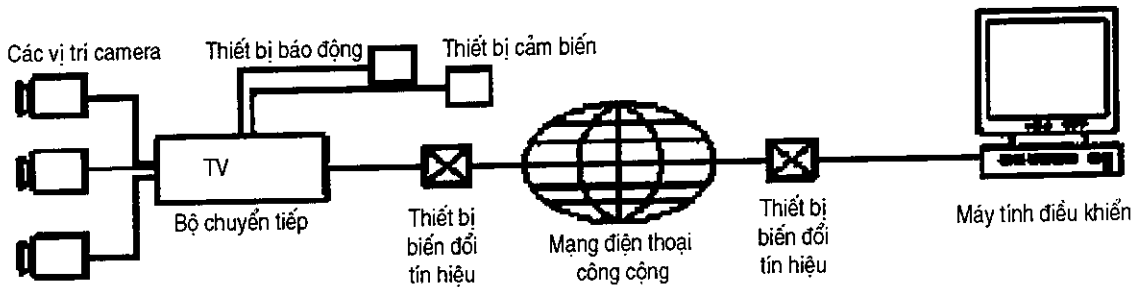 Các vị trí camera
Thiết bị báo động
Thiết bị cảm biến
TV
Bộ chuyển tiếp
Thiết bị
biến đổi
tín hiệu
Mạng điện thoại
công cộng
Thiết bị
biến đổi
tín hiệu
Máy tính điều khiển